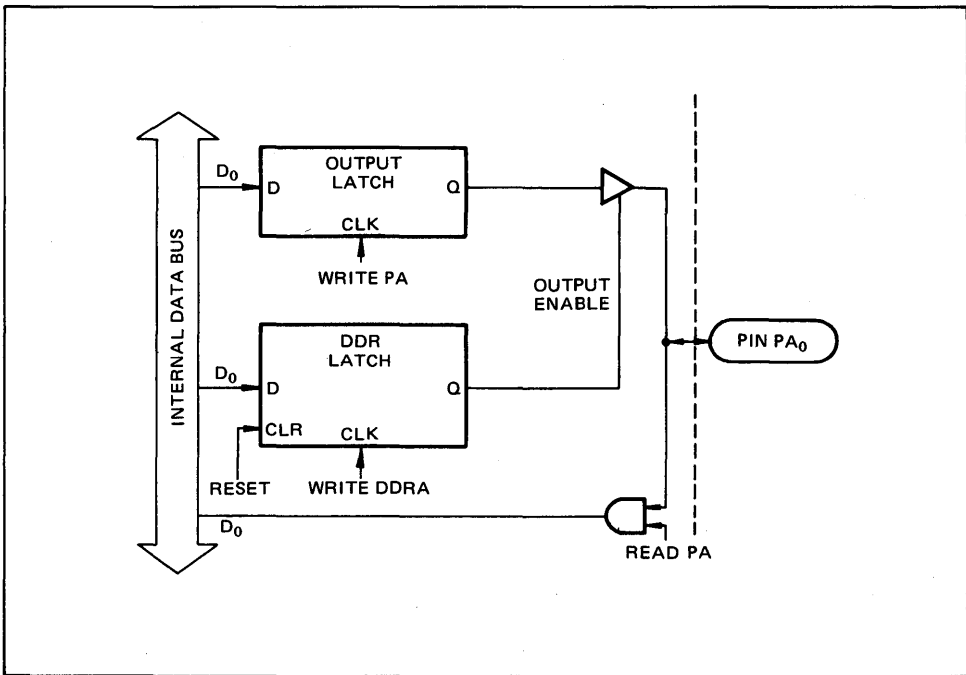 D₀
OUTPUT
LATCH
D
Q
CLK
WRITE PA
INTERNAL DATA BUS
OUTPUT
ENABLE
DDR
LATCH
PIN PA₀
D₀
D
Q
CLR
CLK
RESET
WRITE DDRA
D₀
READ PA